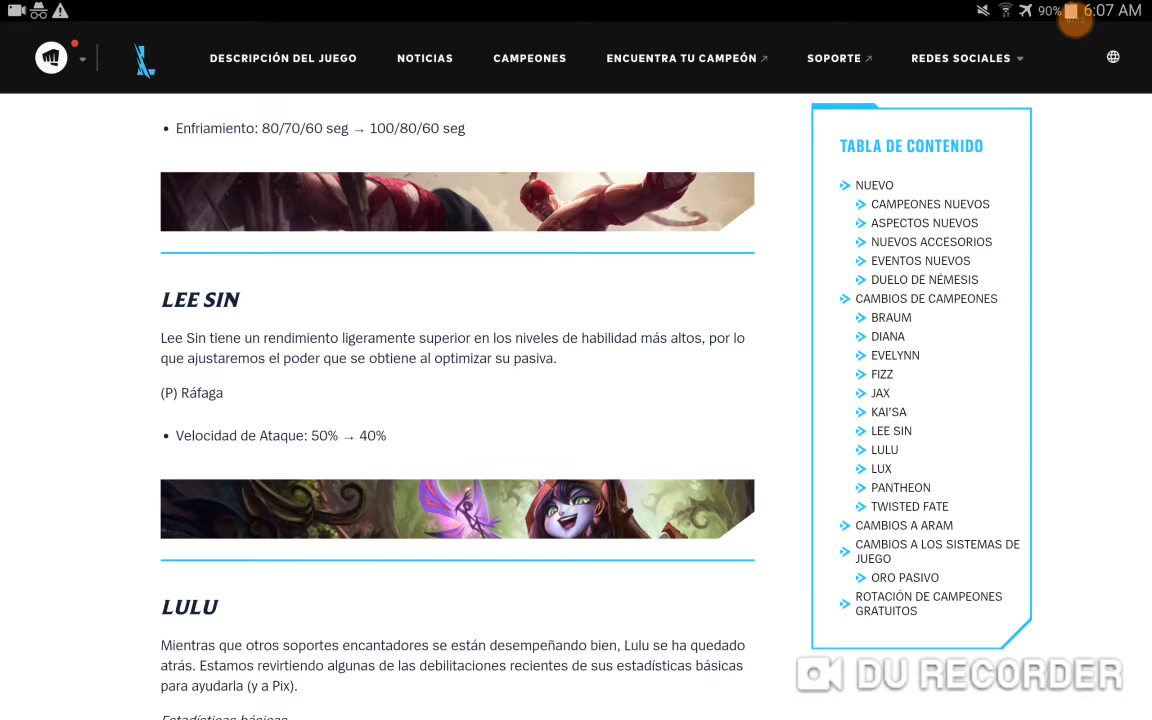 90% 6:07 AM
DESCRIPCIÓN DEL JUEGO NOTICIAS CAMPEONES ENCUENTRA TU CAMPEÓN SOPORTE REDES SOCIALES
• Enfriamiento: 80/70/60 seg → 100/80/60 seg
LEE SIN
Lee Sin tiene un rendimiento ligeramente superior en los niveles de habilidad más altos, por lo
que ajustaremos el poder que se obtiene al optimizar su pasiva.
(P) Ráfaga
• Velocidad de Ataque: 50% → 40%
LULU
Mientras que otros soportes encantadores se están desempeñando bien, Lulu se ha quedado
atrás. Estamos revirtiendo algunas de las debilitaciones recientes de sus estadísticas básicas
para ayudarla (y a Pix).
Estadísticas básicas
TABLA DE CONTENIDO
NUEVO
CAMPEONES NUEVOS
ASPECTOS NUEVOS
NUEVOS ACCESORIOS
EVENTOS NUEVOS
DUELO DE NÉMESIS
CAMBIOS DE CAMPEONES
BRAUM
DIANA
EVELYNN
FIZZ
JAX
KAI'SA
LEE SIN
LULU
LUX
PANTHEON
TWISTED FATE
CAMBIOS A ARAM
CAMBIOS A LOS SISTEMAS DE
JUEGO
ORO PASIVO
ROTACIÓN DE CAMPEONES
GRATUITOS
DU RECORDER